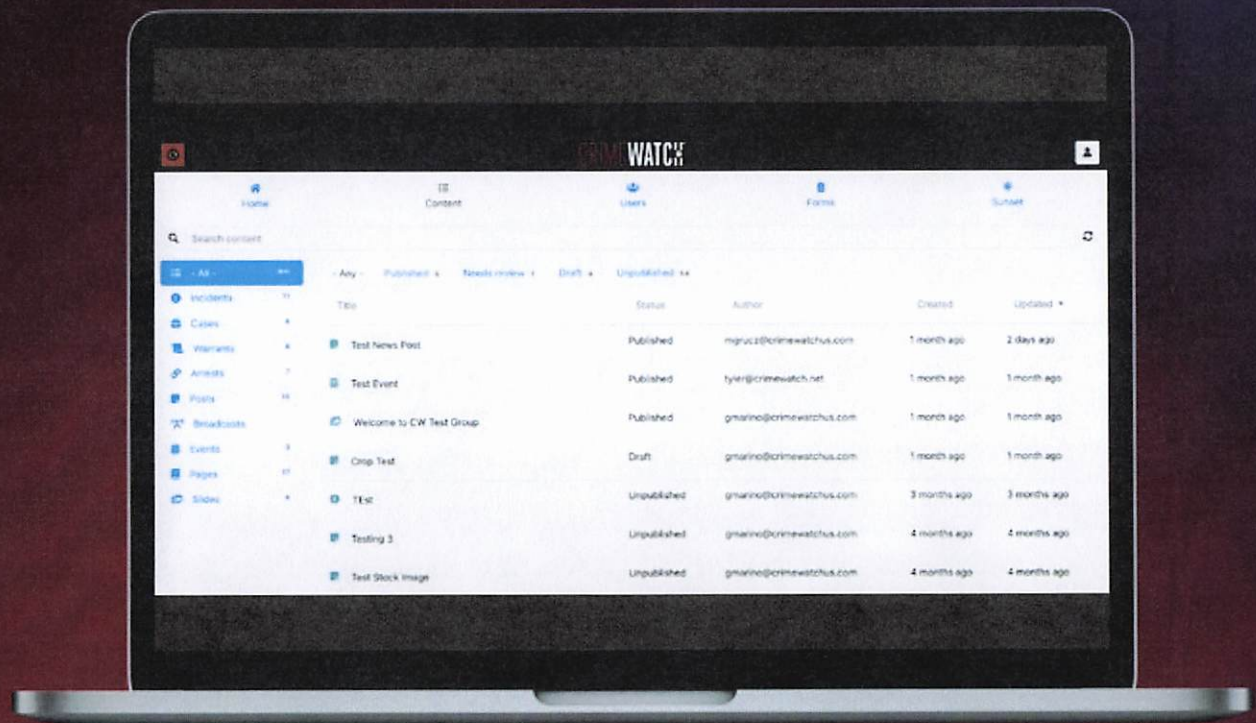 CRIMEWATCH
Home Content Users Forms Sunset
Search content
- All -
- Any - Published Needs review Draft Unpublished
Title Status Author Created Updated
Incidents
Cases
Warrants
Arrests
Posts
Broadcasts
Events
Pages
Slides
Test News Post Published mgrucz@crimewatchus.com 1 month ago 2 days ago
Test Event Published tyler@crimewatch.net 1 month ago 1 month ago
Welcome to CW Test Group Published gmarino@crimewatchus.com 1 month ago 1 month ago
Crop Test Draft gmarino@crimewatchus.com 1 month ago 1 month ago
TEst Unpublished gmarino@crimewatchus.com 3 months ago 3 months ago
Testing 3 Unpublished gmarino@crimewatchus.com 4 months ago 4 months ago
Test Stock Image Unpublished gmarino@crimewatchus.com 4 months ago 4 months ago